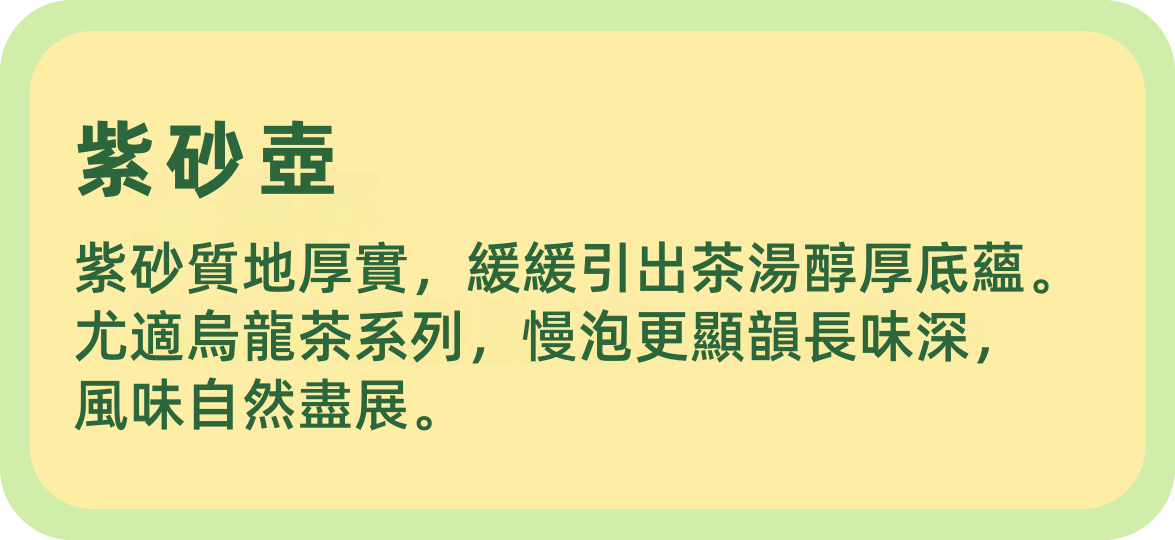 紫砂壺
紫砂質地厚實，緩緩引出茶湯醇厚底蘊。
尤適烏龍茶系列，慢泡更顯韻長味深，
風味自然盡展。